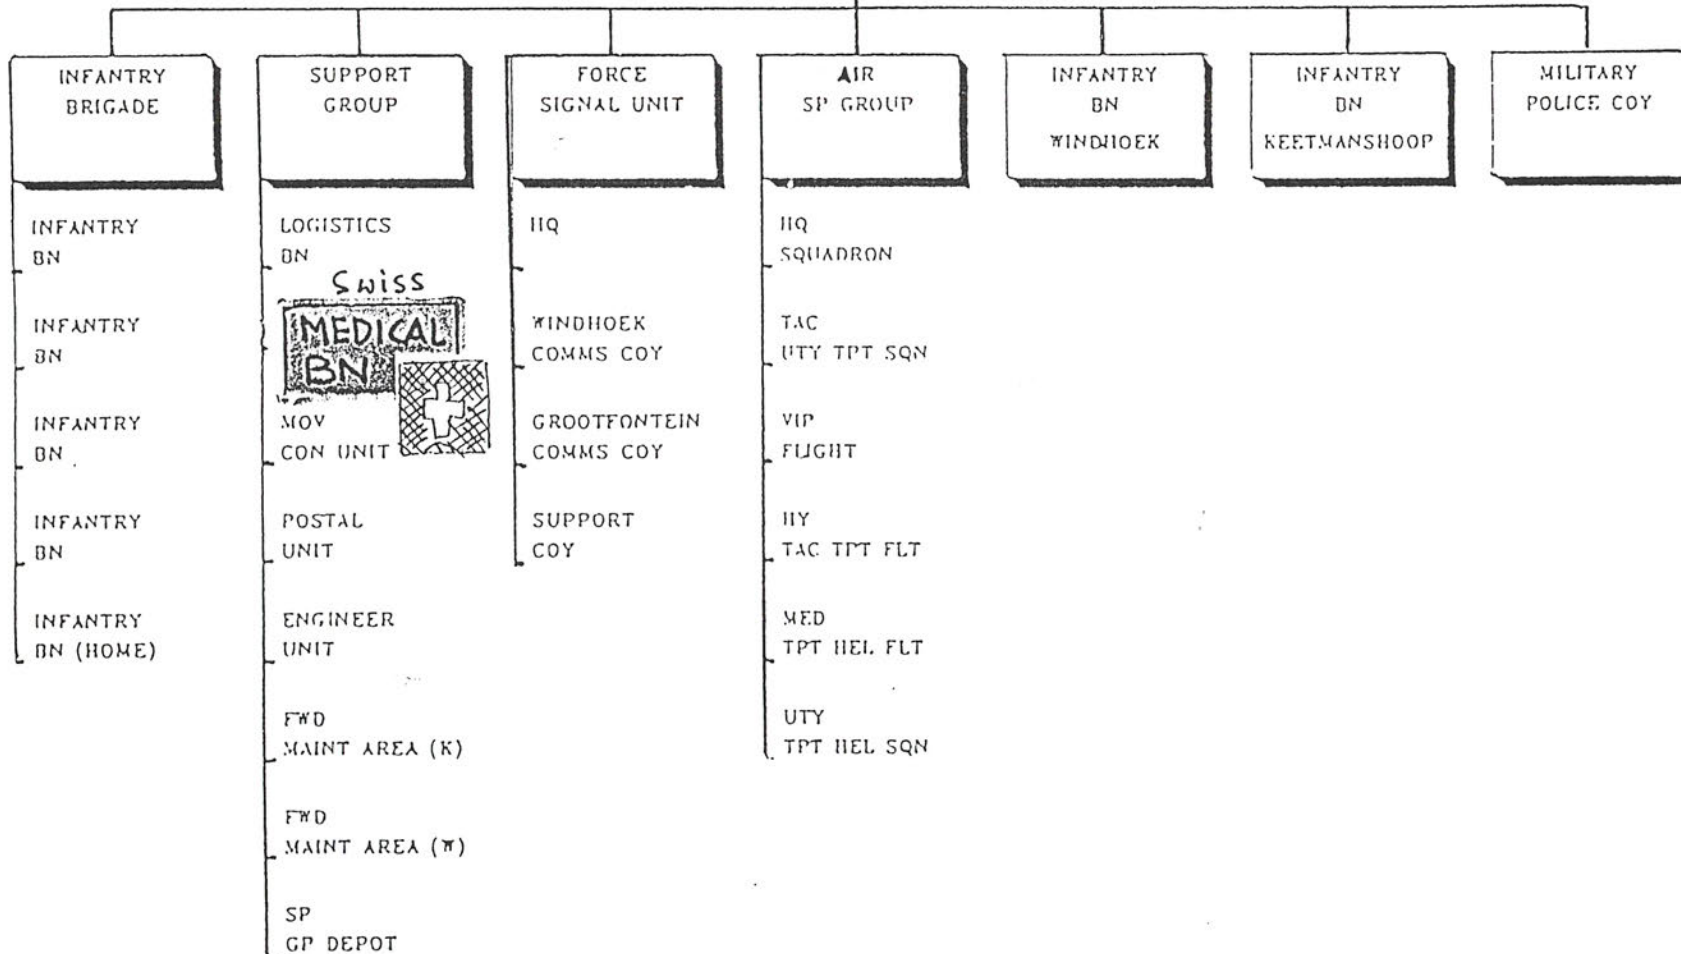 INFANTRY
BRIGADE
SUPPORT
GROUP
FORCE
SIGNAL UNIT
AIR
SP GROUP
INFANTRY
BN
WINDHOEK
INFANTRY
BN
KEETMANSHOOP
MILITARY
POLICE COY
INFANTRY
BN
INFANTRY
BN
INFANTRY
BN
INFANTRY
BN
INFANTRY
BN (HOME)
LOGISTICS
BN
Swiss
MEDICAL
BN
MOV
CON UNIT
POSTAL
UNIT
ENGINEER
UNIT
FWD
MAINT AREA (K)
FWD
MAINT AREA (W)
SP
GP DEPOT
HQ
WINDHOEK
COMMS COY
GROOTFONTEIN
COMMS COY
SUPPORT
COY
HQ
SQUADRON
TAC
UTY TPT SQN
VIP
FLIGHT
HY
TAC TPT FLT
MED
TPT HEL FLT
UTY
TPT HEL SQN